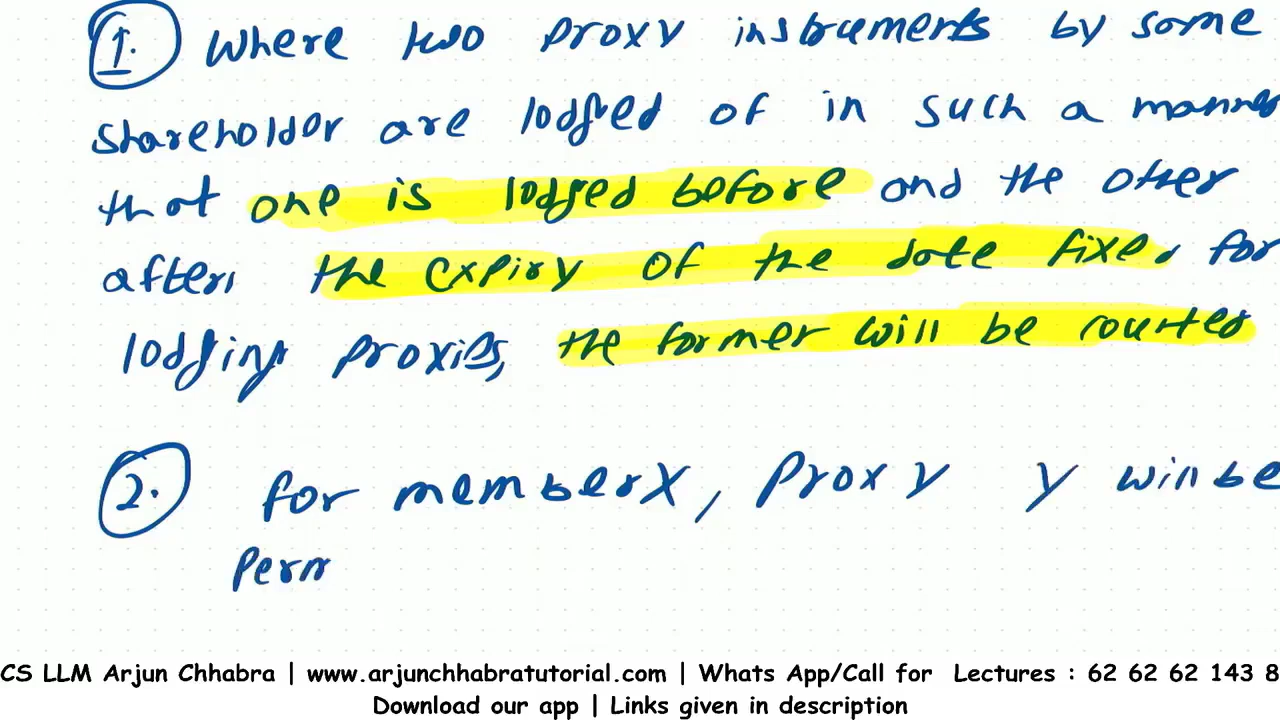 1. Where two proxy instruments by some
shareholder are lodged of in such a manner
that one is lodged before and the other
after, the expiry of the date fixed for
lodging proxies, the former will be counted
2. for member X, Proxy Y will be
Perm
CS LLM Arjun Chhabra | www.arjunchhabratutorial.com | Whats App/Call for Lectures : 62 62 62 143 8
Download our app | Links given in description